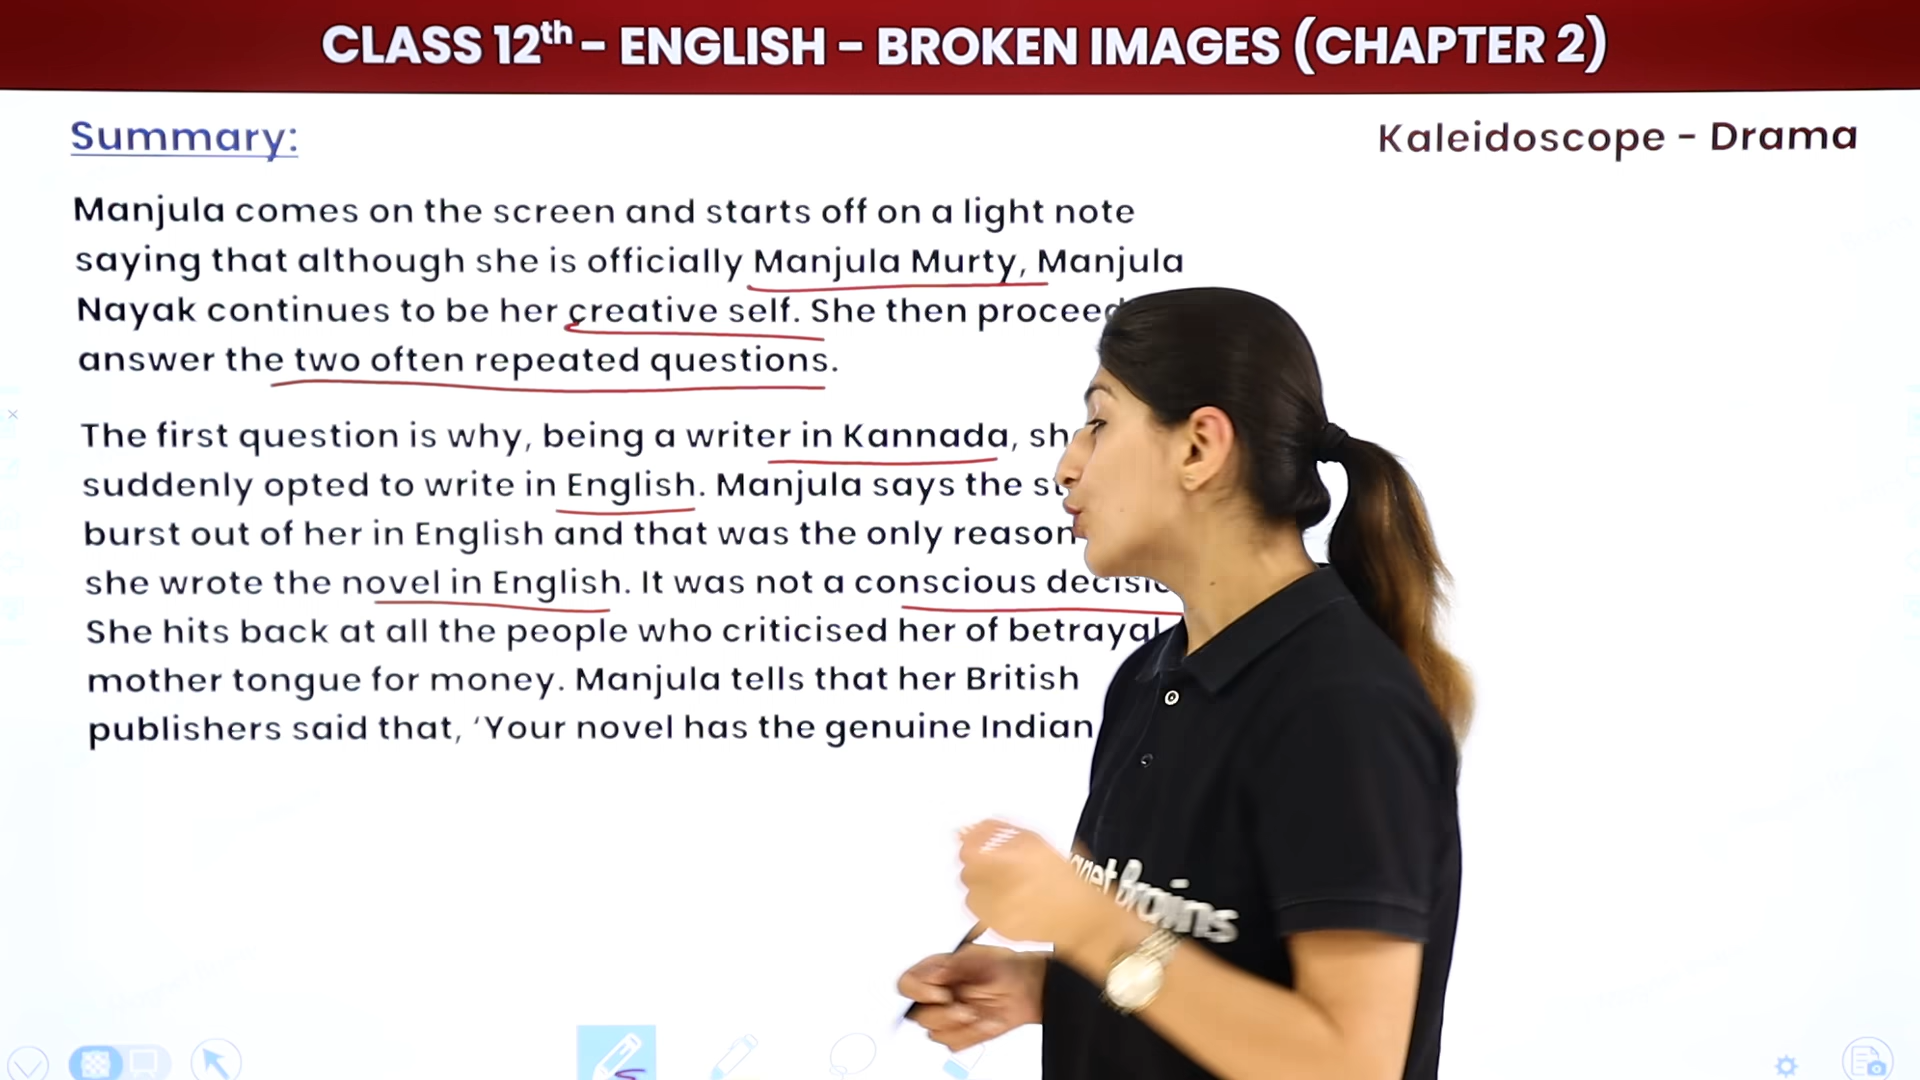 CLASS 12th – ENGLISH – BROKEN IMAGES (CHAPTER 2)
Summary:
Kaleidoscope - Drama
Manjula comes on the screen and starts off on a light note
saying that although she is officially Manjula Murty, Manjula
Nayak continues to be her creative self. She then
answer the two often repeated questions.
The first question is why, being a writer in Kannada,
suddenly opted to write in English. Manjula says the
burst out of her in English and that was the only reason
she wrote the novel in English. It was not a conscious
She hits back at all the people who criticised her of betrayal
mother tongue for money. Manjula tells that her British
publishers said that, ‘Your novel has the genuine Indian
Brains